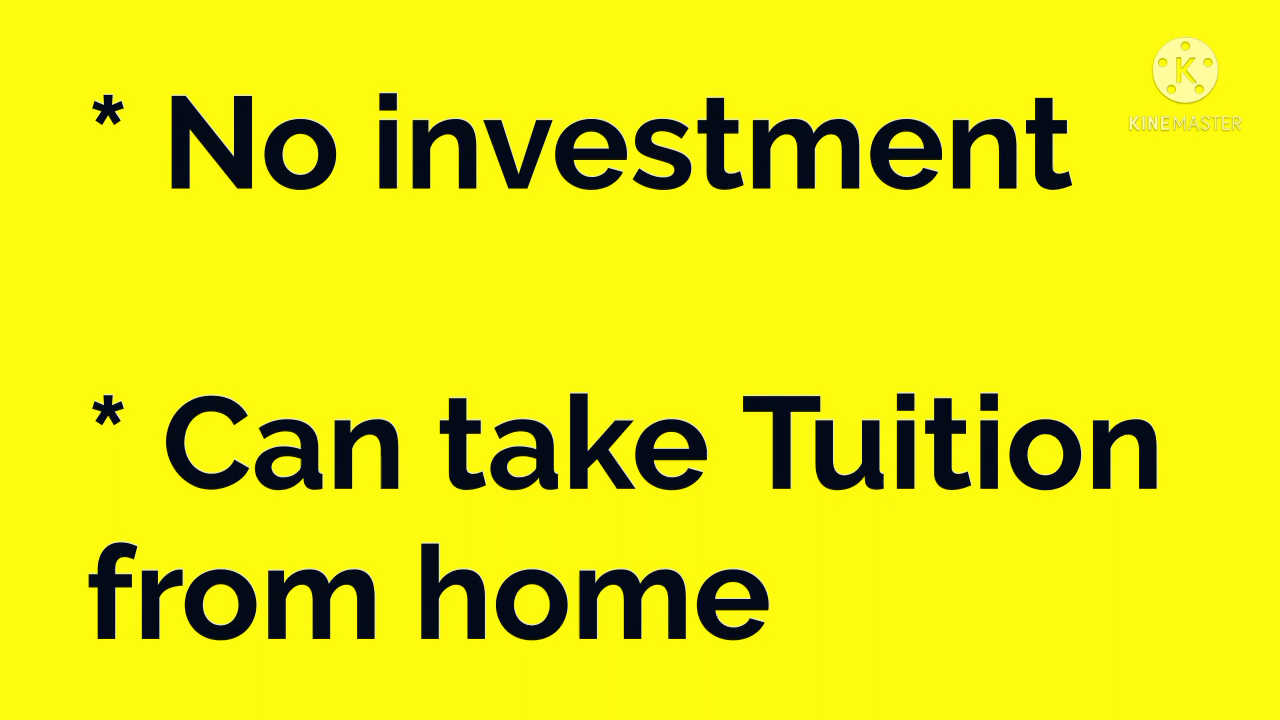 * No investment
KINEMASTER
* Can take Tuition
from home